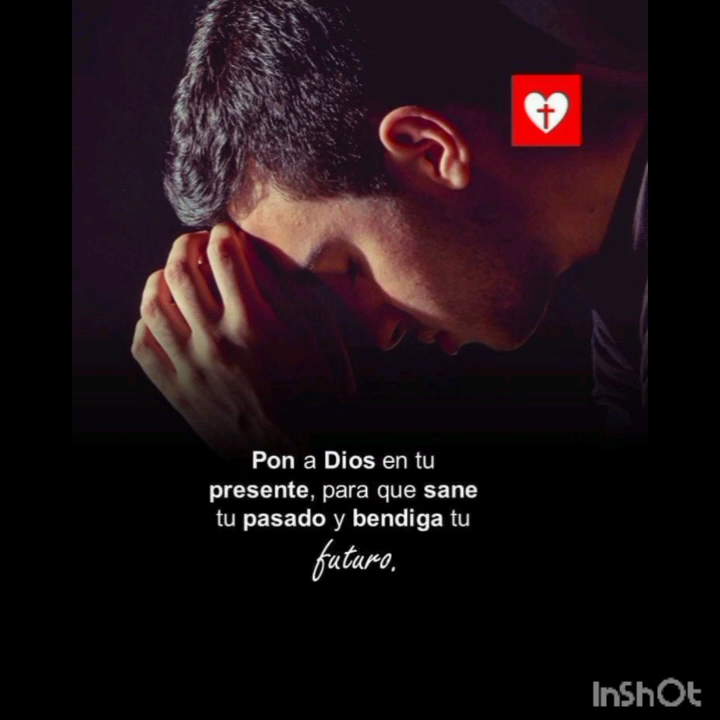 Pon a Dios en tu
presente, para que sane
tu pasado y bendiga tu
futuro.
InShOt